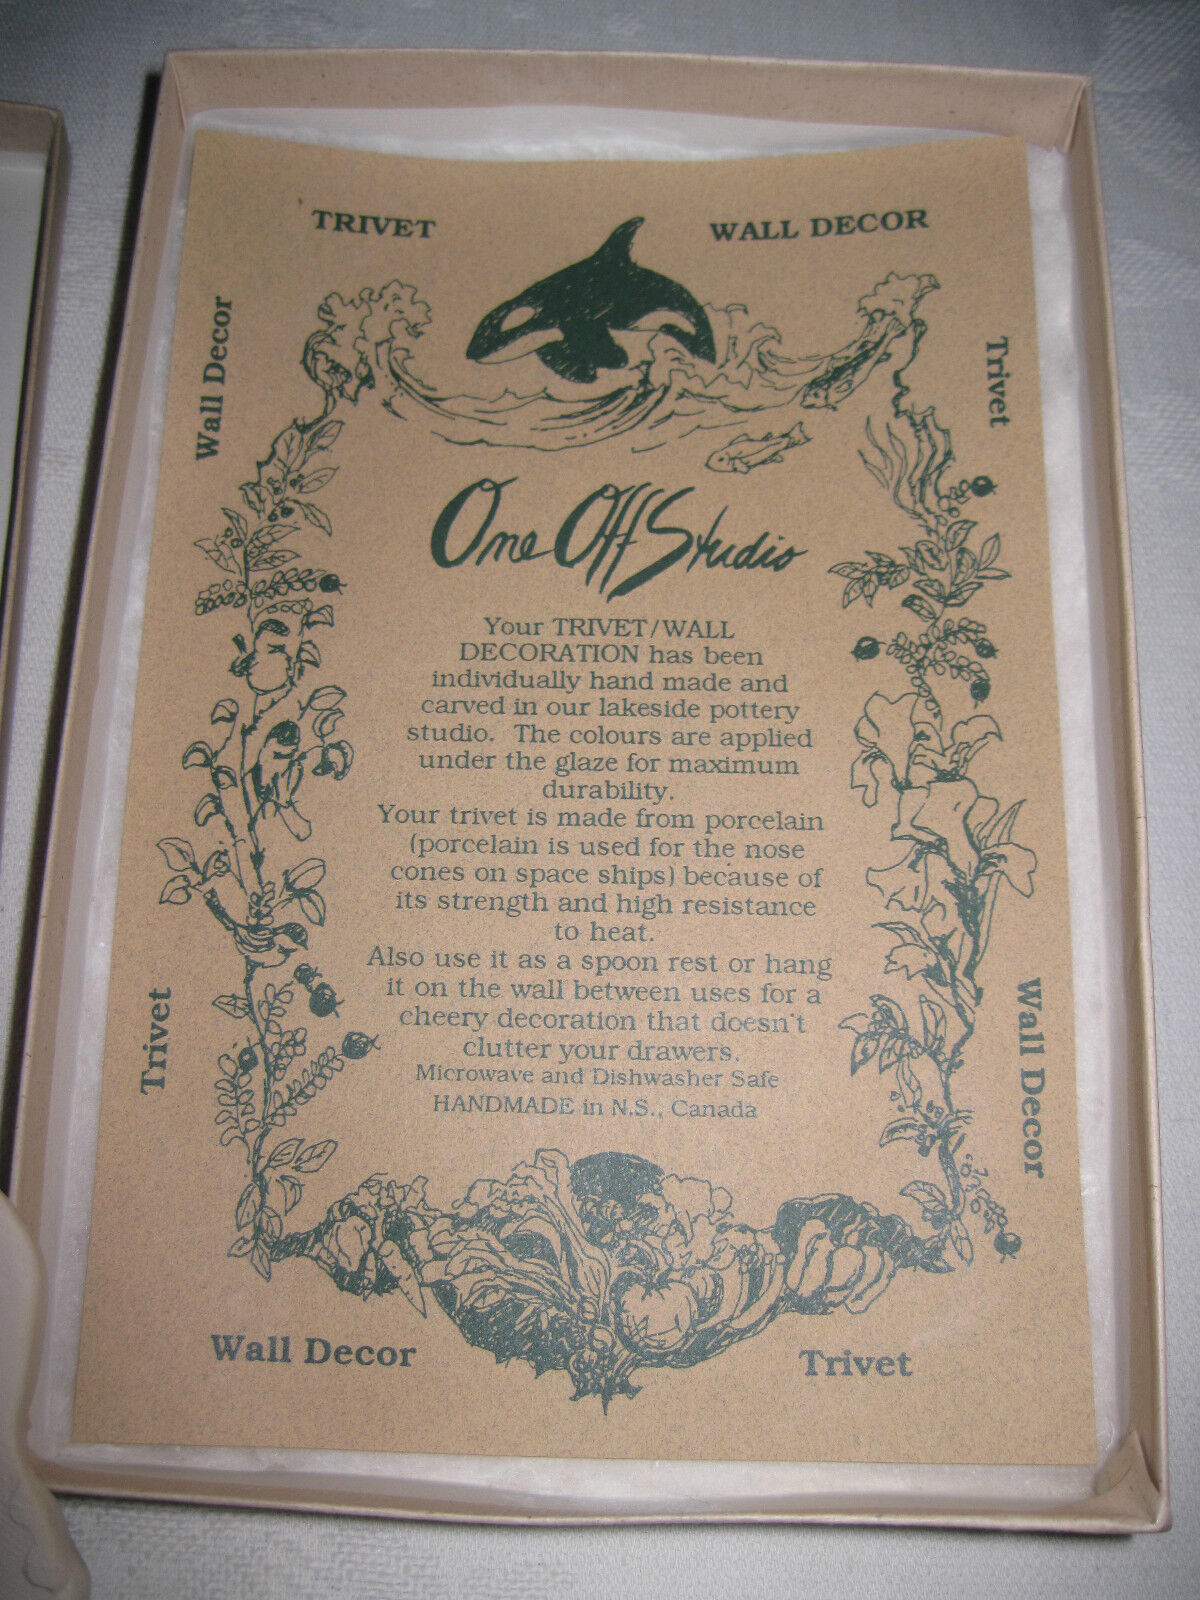 TRIVET
WALL DECOR
Wall Decor
Trivet
One Off Studio
Your TRIVET/WALL
DECORATION has been
individually hand made and
carved in our lakeside pottery
studio. The colours are applied
under the glaze for maximum
durability.
Your trivet is made from porcelain
(porcelain is used for the nose
cones on space ships) because of
its strength and high resistance
to heat.
Also use it as a spoon rest or hang
it on the wall between uses for a
cheery decoration that doesn't
clutter your drawers.
Microwave and Dishwasher Safe
HANDMADE in N.S., Canada
Trivet
Wall Decor
Wall Decor
Trivet